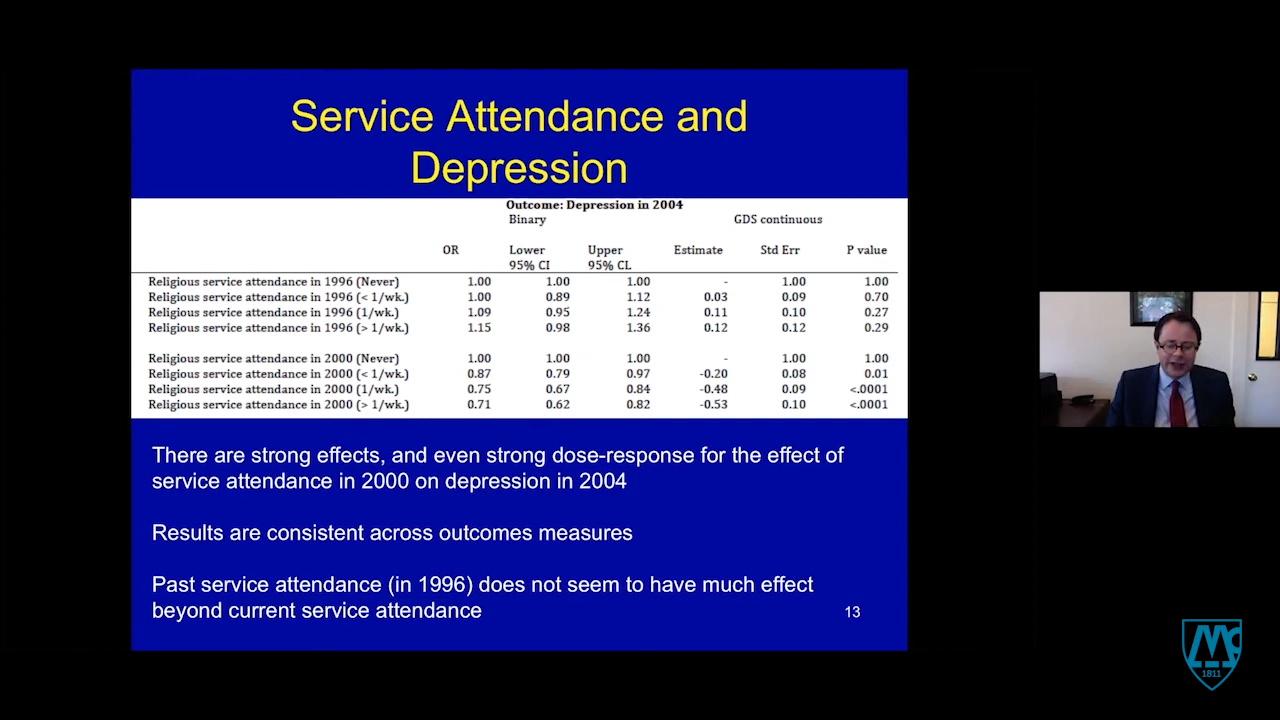 Service Attendance and
Depression
Outcome: Depression in 2004
Binary GDS continuous
OR Lower Upper Estimate Std Err P value
95% CI 95% CL
Religious service attendance in 1996 (Never) 1.00 1.00 1.00 - 1.00 1.00
Religious service attendance in 1996 (< 1/wk.) 1.00 0.89 1.12 0.03 0.09 0.70
Religious service attendance in 1996 (1/wk.) 1.09 0.95 1.24 0.11 0.10 0.27
Religious service attendance in 1996 (> 1/wk.) 1.15 0.98 1.36 0.12 0.12 0.29
Religious service attendance in 2000 (Never) 1.00 1.00 1.00 - 1.00 1.00
Religious service attendance in 2000 (< 1/wk.) 0.87 0.79 0.97 -0.20 0.08 0.01
Religious service attendance in 2000 (1/wk.) 0.75 0.67 0.84 -0.48 0.09 <.0001
Religious service attendance in 2000 (> 1/wk.) 0.71 0.62 0.82 -0.53 0.10 <.0001
There are strong effects, and even strong dose-response for the effect of
service attendance in 2000 on depression in 2004
Results are consistent across outcomes measures
Past service attendance (in 1996) does not seem to have much effect
beyond current service attendance
13
1811